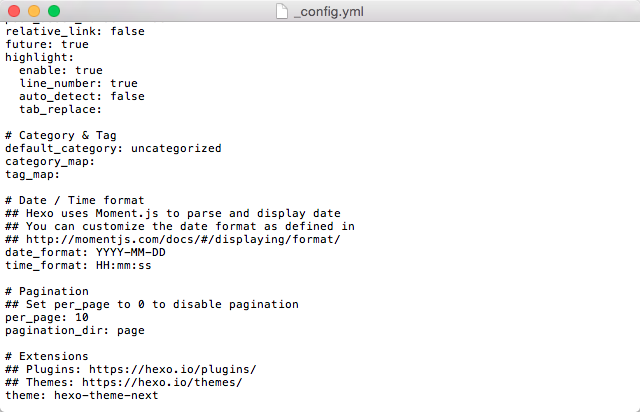 _config.yml
relative_link: false
future: true
highlight:
  enable: true
  line_number: true
  auto_detect: false
  tab_replace:
# Category & Tag
default_category: uncategorized
category_map:
tag_map:
# Date / Time format
## Hexo uses Moment.js to parse and display date
## You can customize the date format as defined in
## http://momentjs.com/docs/#/displaying/format/
date_format: YYYY-MM-DD
time_format: HH:mm:ss
# Pagination
## Set per_page to 0 to disable pagination
per_page: 10
pagination_dir: page
# Extensions
## Plugins: https://hexo.io/plugins/
## Themes: https://hexo.io/themes/
theme: hexo-theme-next